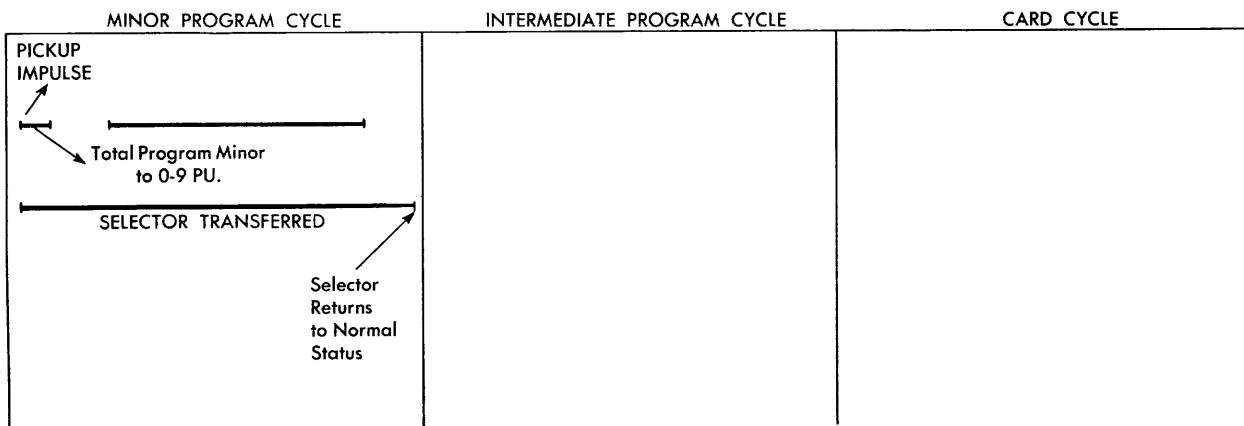 MINOR PROGRAM CYCLE
INTERMEDIATE PROGRAM CYCLE
CARD CYCLE
PICKUP
IMPULSE
Total Program Minor
to 0-9 PU.
SELECTOR TRANSFERRED
Selector
Returns
to Normal
Status